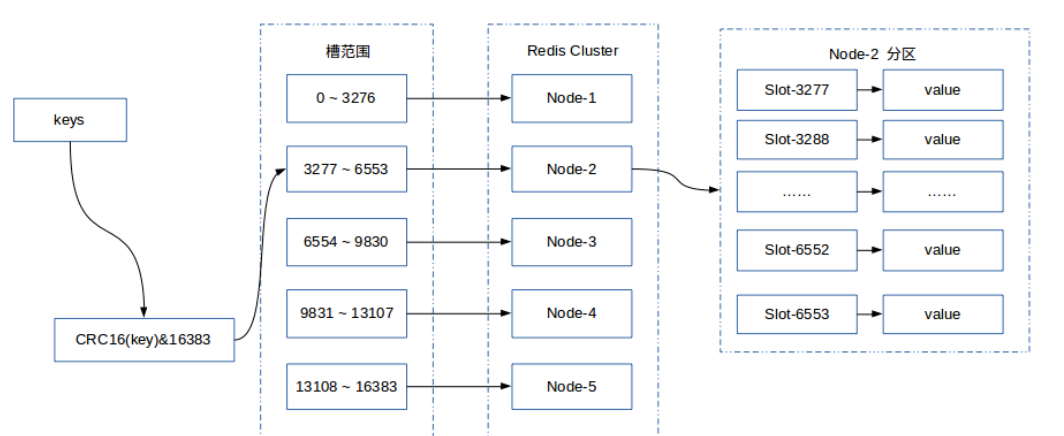 keys
CRC16(key)&16383
槽范围
0 ~ 3276
3277 ~ 6553
6554 ~ 9830
9831 ~ 13107
13108 ~ 16383
Redis Cluster
Node-1
Node-2
Node-3
Node-4
Node-5
Node-2 分区
Slot-3277 value
Slot-3288 value
…… ……
Slot-6552 value
Slot-6553 value